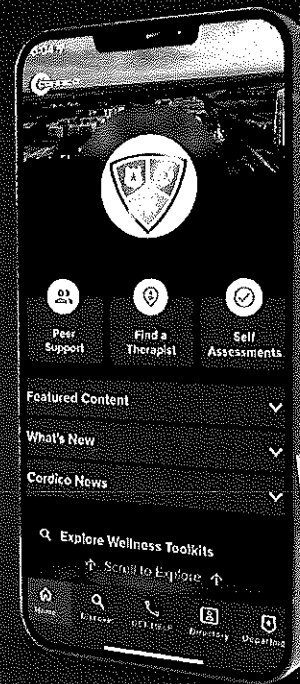 Peer
Support
Find a
Therapist
Self
Assessments
Featured Content
What's New
Cordico News
Explore Wellness Toolkits
↑ Scroll to Explore ↑
Home
Directory